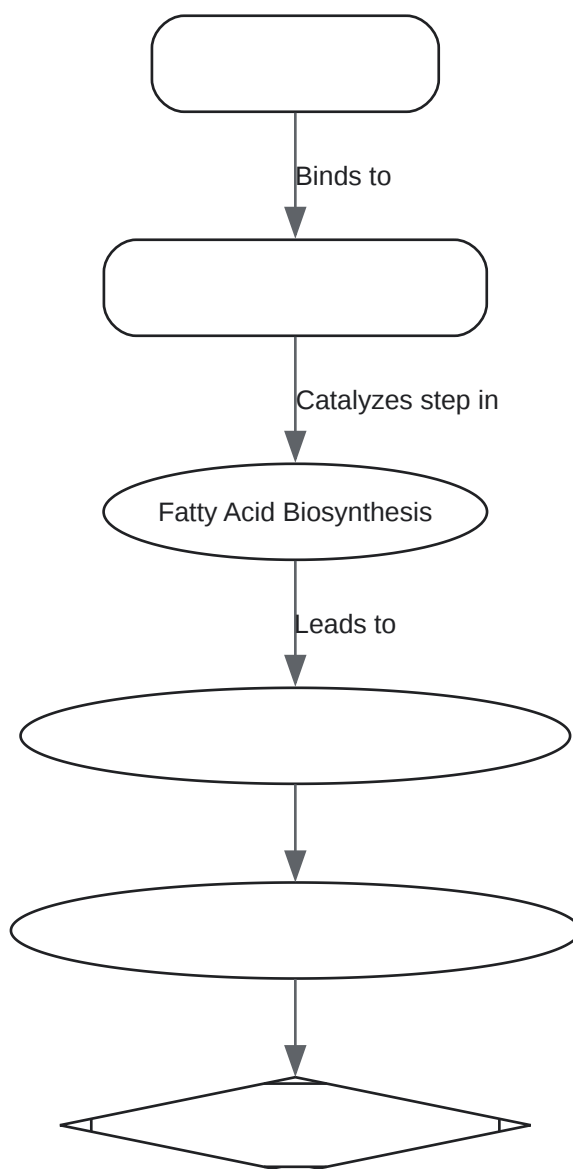 Binds to
Catalyzes step in
Fatty Acid Biosynthesis
Leads to